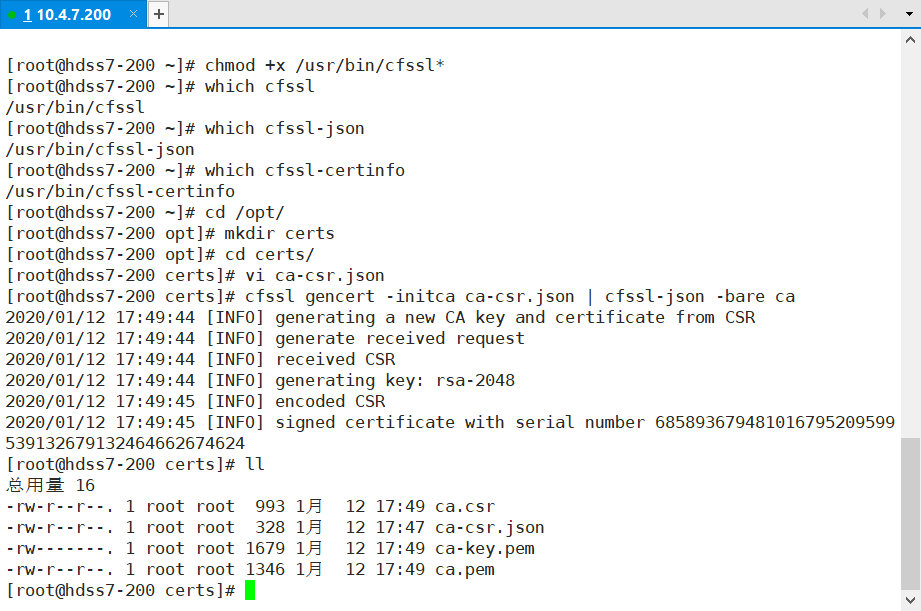 1 10.4.7.200
[root@hdss7-200 ~]# chmod +x /usr/bin/cfssl*
[root@hdss7-200 ~]# which cfssl
/usr/bin/cfssl
[root@hdss7-200 ~]# which cfssl-json
/usr/bin/cfssl-json
[root@hdss7-200 ~]# which cfssl-certinfo
/usr/bin/cfssl-certinfo
[root@hdss7-200 ~]# cd /opt/
[root@hdss7-200 opt]# mkdir certs
[root@hdss7-200 opt]# cd certs/
[root@hdss7-200 certs]# vi ca-csr.json
[root@hdss7-200 certs]# cfssl gencert -initca ca-csr.json | cfssl-json -bare ca
2020/01/12 17:49:44 [INFO] generating a new CA key and certificate from CSR
2020/01/12 17:49:44 [INFO] generate received request
2020/01/12 17:49:44 [INFO] received CSR
2020/01/12 17:49:44 [INFO] generating key: rsa-2048
2020/01/12 17:49:45 [INFO] encoded CSR
2020/01/12 17:49:45 [INFO] signed certificate with serial number 685893679481016795209599
539132679132464662674624
[root@hdss7-200 certs]# ll
总用量 16
-rw-r--r--. 1 root root  993 1月  12 17:49 ca.csr
-rw-r--r--. 1 root root  328 1月  12 17:47 ca-csr.json
-rw-------. 1 root root 1679 1月  12 17:49 ca-key.pem
-rw-r--r--. 1 root root 1346 1月  12 17:49 ca.pem
[root@hdss7-200 certs]#